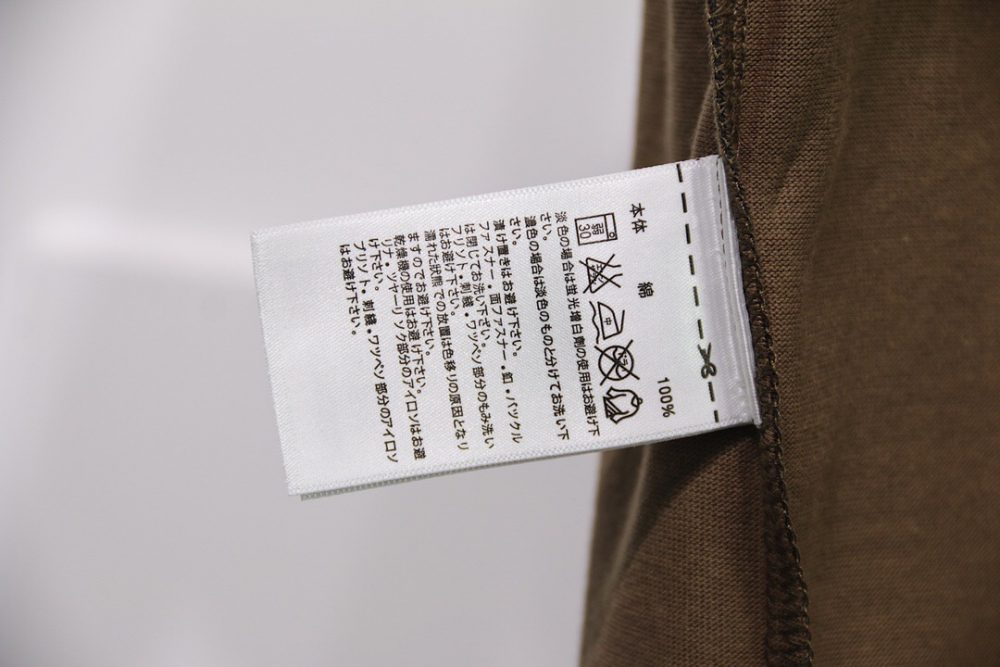 本体 綿 100%
弱 30
淡色の場合は蛍光増白剤の使用はお避け下
さい。
濃色の場合は淡色のものと分けてお洗い下
さい。
漬け置きはお避け下さい。
ファスナー・面ファスナー・釦・バックル
は閉じてお洗い下さい。
プリント・刺繍・ワッペン部分のもみ洗い
はお避け下さい。
濡れた状態での放置は色移りの原因となり
ますのでお避け下さい。
乾燥機の使用はお避け下さい。
リナ・ツヤーリング部分のアイロンはお避
け下さい。
プリント・刺繍・ワッペン部分のアイロン
はお避け下さい。